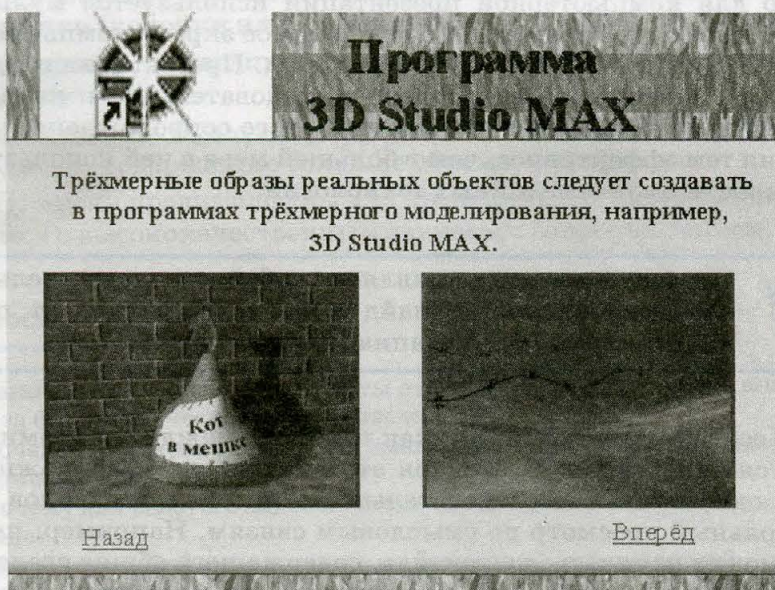 Программа
3D Studio MAX
Трёхмерные образы реальных объектов следует создавать
в программах трёхмерного моделирования, например,
3D Studio MAX.
Кот
в мешке
Назад
Вперёд